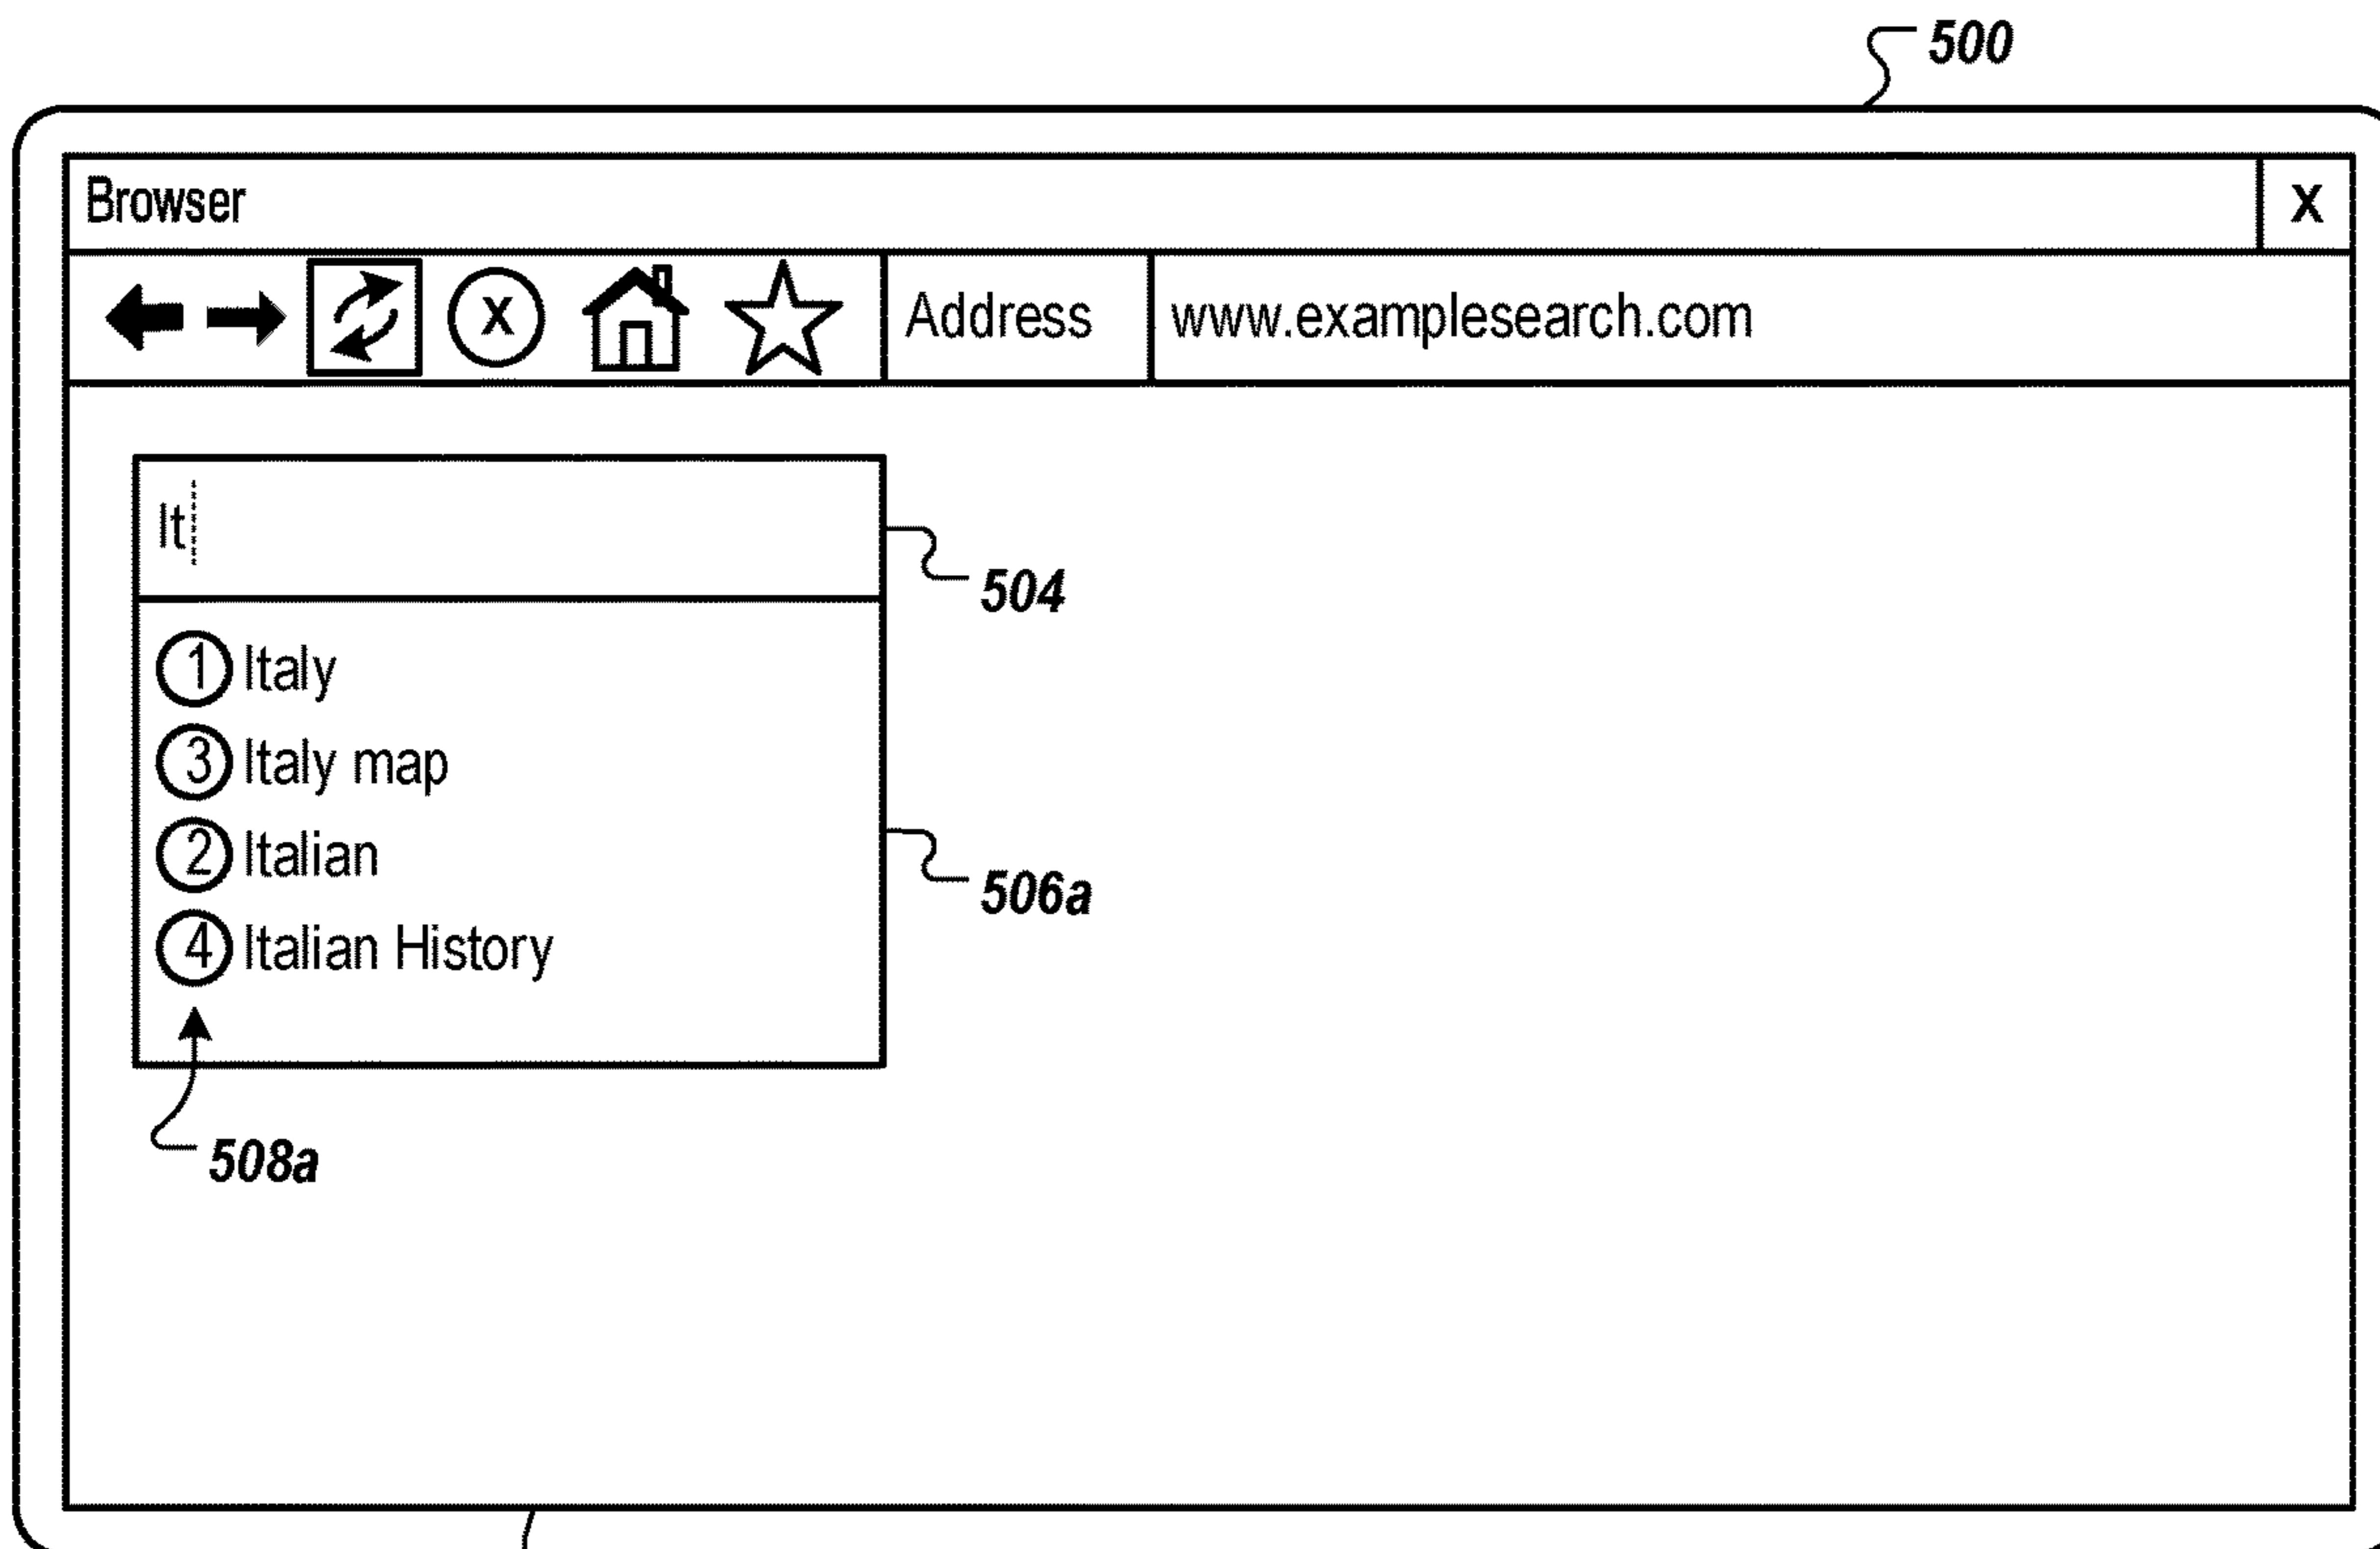 500
Browser X
X Address www.examplesearch.com
It
504
1 Italy
3 Italy map
2 Italian
506a
4 Italian History
508a